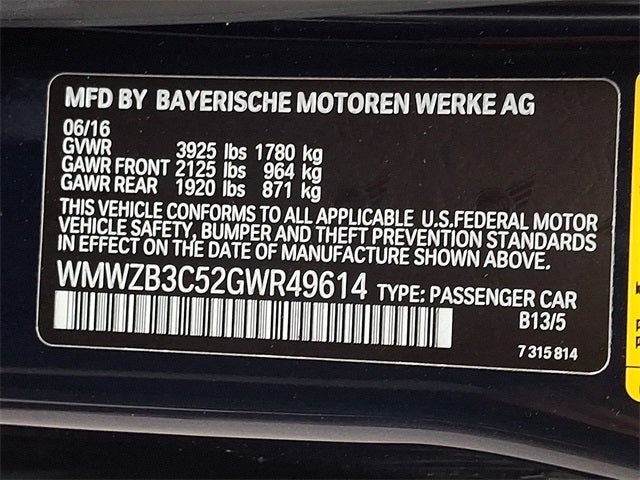 MFD BY BAYERISCHE MOTOREN WERKE AG
06/16
GVWR 3925 lbs 1780 kg
GAWR FRONT 2125 lbs 964 kg
GAWR REAR 1920 lbs 871 kg
THIS VEHICLE CONFORMS TO ALL APPLICABLE U.S.FEDERAL MOTOR
VEHICLE SAFETY, BUMPER AND THEFT PREVENTION STANDARDS
IN EFFECT ON THE DATE OF MANUFACTURE SHOWN ABOVE.
WMWZB3C52GWR49614 TYPE: PASSENGER CAR
B13/5
7 315 814